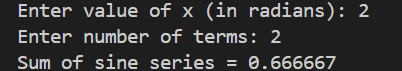 Enter value of x (in radians): 2
Enter number of terms: 2
Sum of sine series = 0.666667